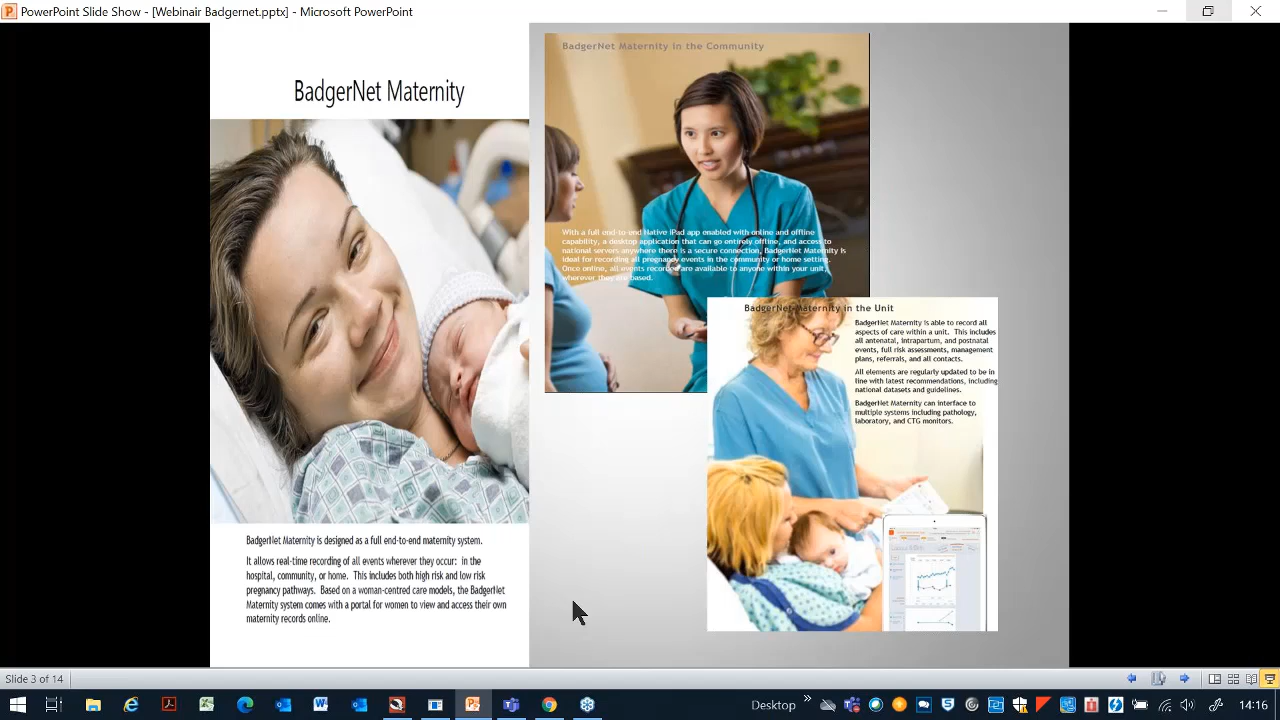 PowerPoint Slide Show - [Webinar Badgernet.pptx] - PowerPoint
BadgerNet Maternity
BadgerNet Maternity is designed as a full end-to-end maternity system.
It allows real-time recording of all events wherever they occur: in the
hospital, community, or home. This includes both high risk and low risk
pregnancy pathways. Based on a woman-centred care models, the BadgerNet
Maternity system comes with a portal for women to view and access their own
maternity records online.
BadgerNet Maternity in the Community
With a full end-to-end Native iPad app enabled with online and offline
capability, a desktop application that can go entirely offline, and access to
national servers anywhere there is a secure connection, BadgerNet Maternity is
ideal for recording all pregnancy events in the community or home setting.
Once online, all events recorded are available to anyone within your unit,
wherever they are based.
BadgerNet Maternity in the Unit
BadgerNet Maternity is able to record all
aspects of care within a unit. This includes
all antenatal, intrapartum, and postnatal
events, full risk assessments, management
plans, referrals, and all contacts.
All elements are regularly updated to be in
line with latest recommendations, including
national datasets and guidelines.
BadgerNet Maternity can interface to
multiple systems including pathology,
laboratory, and CTG monitors.
Slide 3 of 14
Desktop
14:16